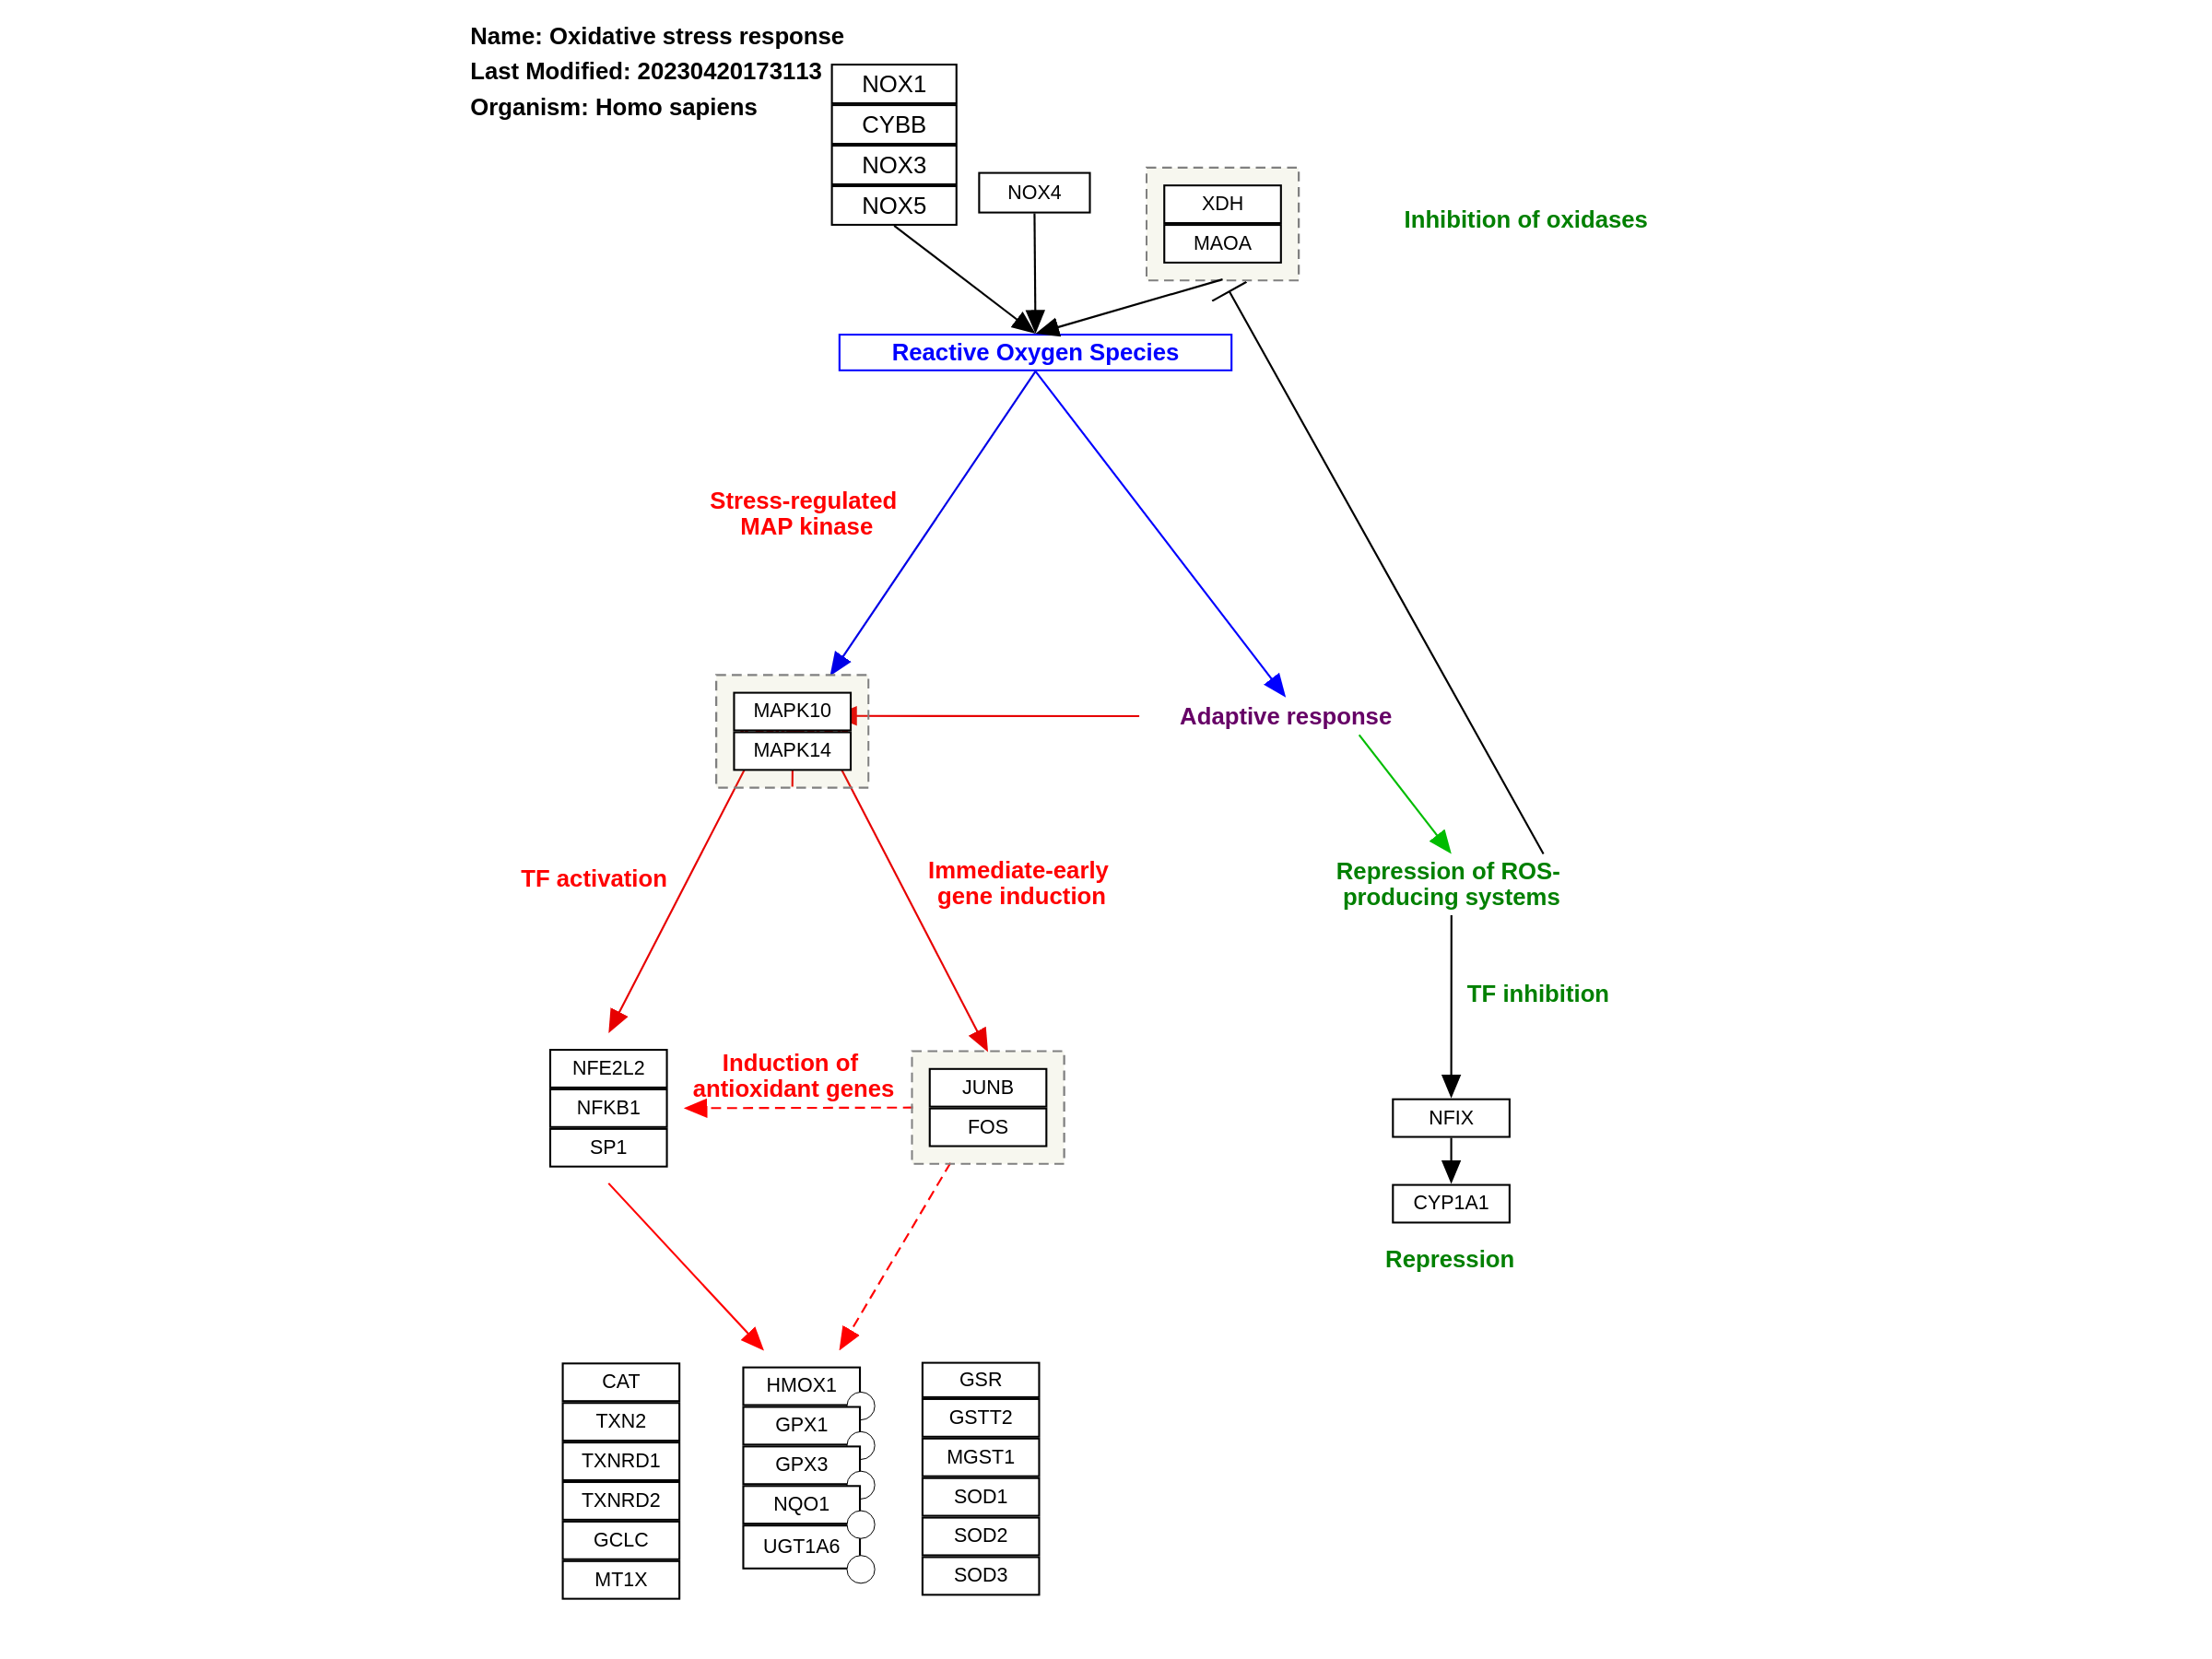 Name: Oxidative stress response
Last Modified: 20230420173113
Organism: Homo sapiens
NOX1
CYBB
NOX3
NOX5
NOX4
XDH
MAOA
Inhibition of oxidases
Reactive Oxygen Species
Stress-regulated
MAP kinase
MAPK10
MAPK14
Adaptive response
TF activation
Immediate-early
gene induction
Repression of ROS-
producing systems
TF inhibition
NFE2L2
NFKB1
SP1
Induction of
antioxidant genes
JUNB
FOS
NFIX
CYP1A1
Repression
CAT
TXN2
TXNRD1
TXNRD2
GCLC
MT1X
HMOX1
GPX1
GPX3
NQO1
UGT1A6
GSR
GSTT2
MGST1
SOD1
SOD2
SOD3